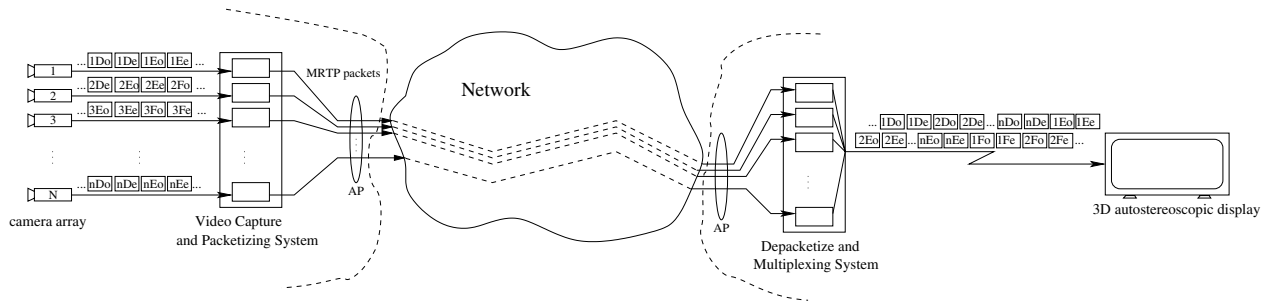 ... 1Do 1De 1Eo 1Ee ...
1
... 2De 2Eo 2Ee 2Fo ...
2
... 3Eo 3Ee 3Fo 3Fe ...
3
... nDo nDe nEo nEe ...
N
camera array
Video Capture
and Packetizing System
MRTP packets
AP
Network
AP
Depacketize and
Multiplexing System
... 1Do 1De 2Do 2De ... nDo nDe 1Eo 1Ee
2Eo 2Ee ... nEo nEe 1Fo 1Fe 2Fo 2Fe ...
3D autostereoscopic display